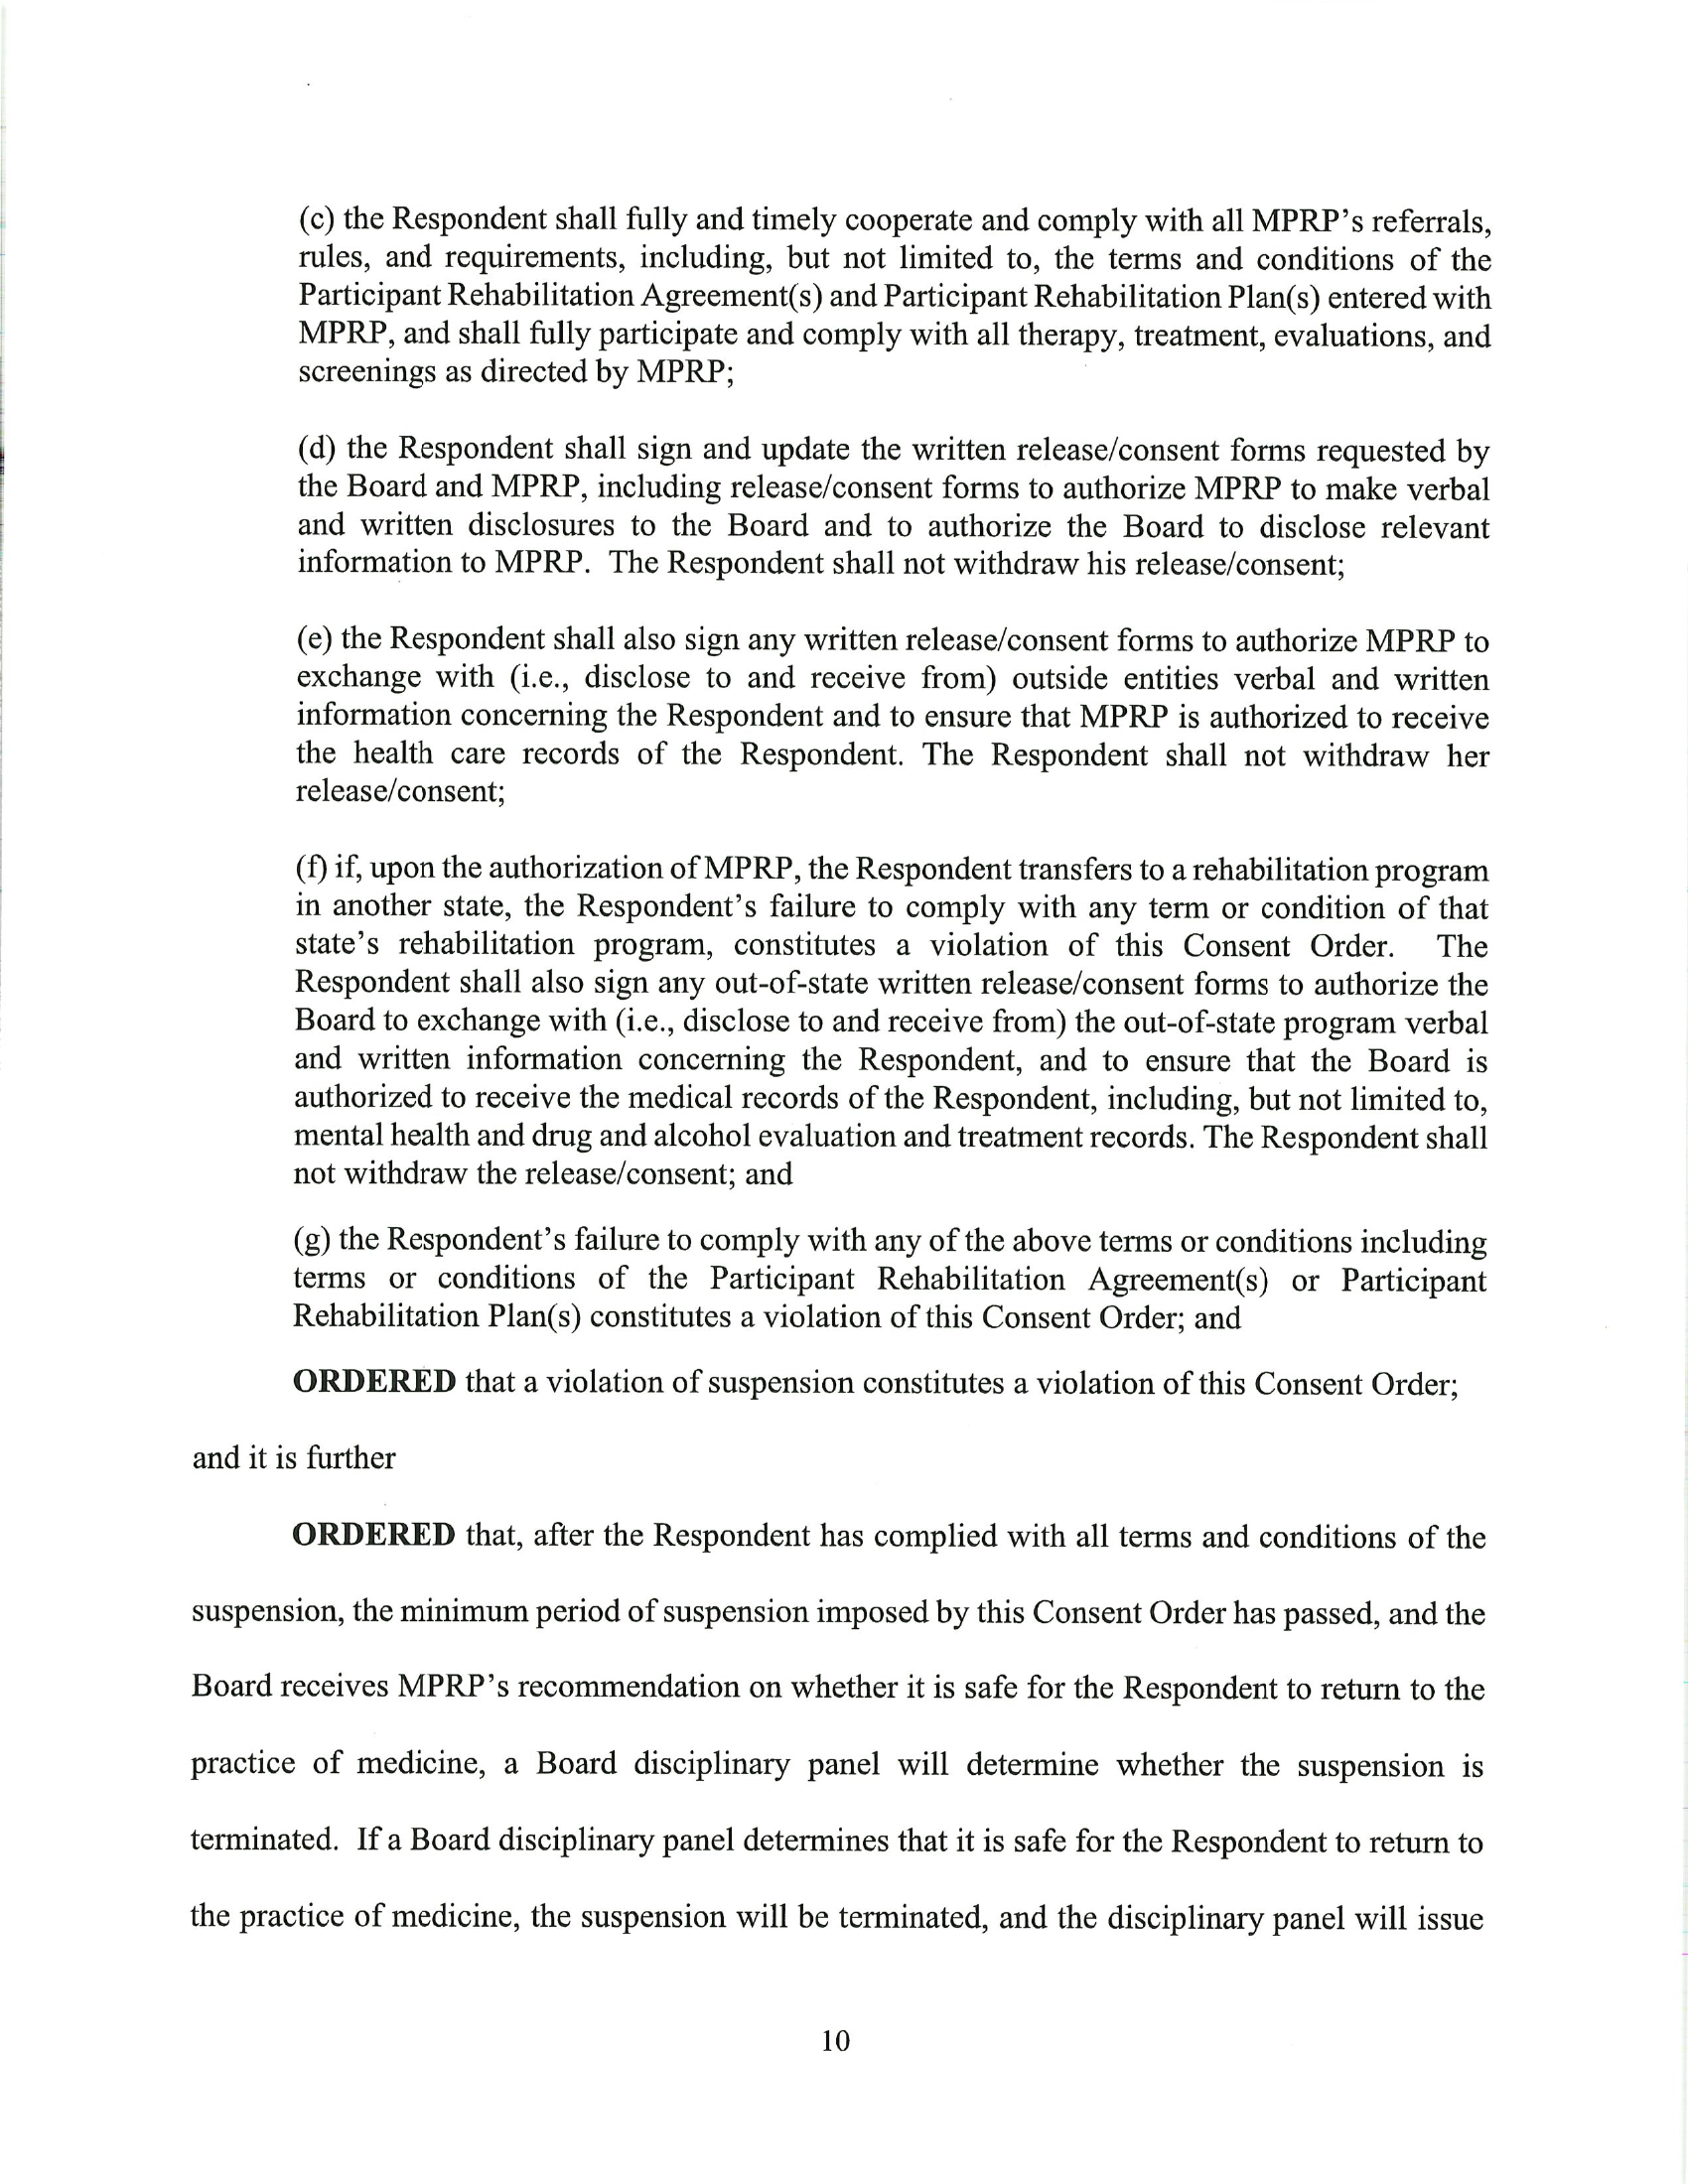 (c) the Respondent shall fully and timely cooperate and comply with all MPRP's referrals,
rules, and requirements, including, but not limited to, the terms and conditions of the
Participant Rehabilitation Agreement(s) and Participant Rehabilitation Plan(s) entered with
MPRP, and shall fully participate and comply with all therapy, treatment, evaluations, and
screenings as directed by MPRP;
(d) the Respondent shall sign and update the written release/consent forms requested by
the Board and MPRP, including release/consent forms to authorize MPRP to make verbal
and written disclosures to the Board and to authorize the Board to disclose relevant
information to MPRP. The Respondent shall not withdraw his release/consent;
(e) the Respondent shall also sign any written release/consent forms to authorize MPRP to
exchange with (i.e., disclose to and receive from) outside entities verbal and written
information concerning the Respondent and to ensure that MPRP is authorized to receive
the health care records of the Respondent. The Respondent shall not withdraw her
release/consent;
(f) if, upon the authorization of MPRP, the Respondent transfers to a rehabilitation program
in another state, the Respondent's failure to comply with any term or condition of that
state's rehabilitation program, constitutes a violation of this Consent Order. The
Respondent shall also sign any out-of-state written release/consent forms to authorize the
Board to exchange with (i.e., disclose to and receive from) the out-of-state program verbal
and written information concerning the Respondent, and to ensure that the Board is
authorized to receive the medical records of the Respondent, including, but not limited to,
mental health and drug and alcohol evaluation and treatment records. The Respondent shall
not withdraw the release/consent; and
(g) the Respondent's failure to comply with any of the above terms or conditions including
terms or conditions of the Participant Rehabilitation Agreement(s) or Participant
Rehabilitation Plan(s) constitutes a violation of this Consent Order; and
ORDERED that a violation of suspension constitutes a violation of this Consent Order;
and it is further
ORDERED that, after the Respondent has complied with all terms and conditions of the
suspension, the minimum period of suspension imposed by this Consent Order has passed, and the
Board receives MPRP's recommendation on whether it is safe for the Respondent to return to the
practice of medicine, a Board disciplinary panel will determine whether the suspension is
terminated. If a Board disciplinary panel determines that it is safe for the Respondent to return to
the practice of medicine, the suspension will be terminated, and the disciplinary panel will issue
10